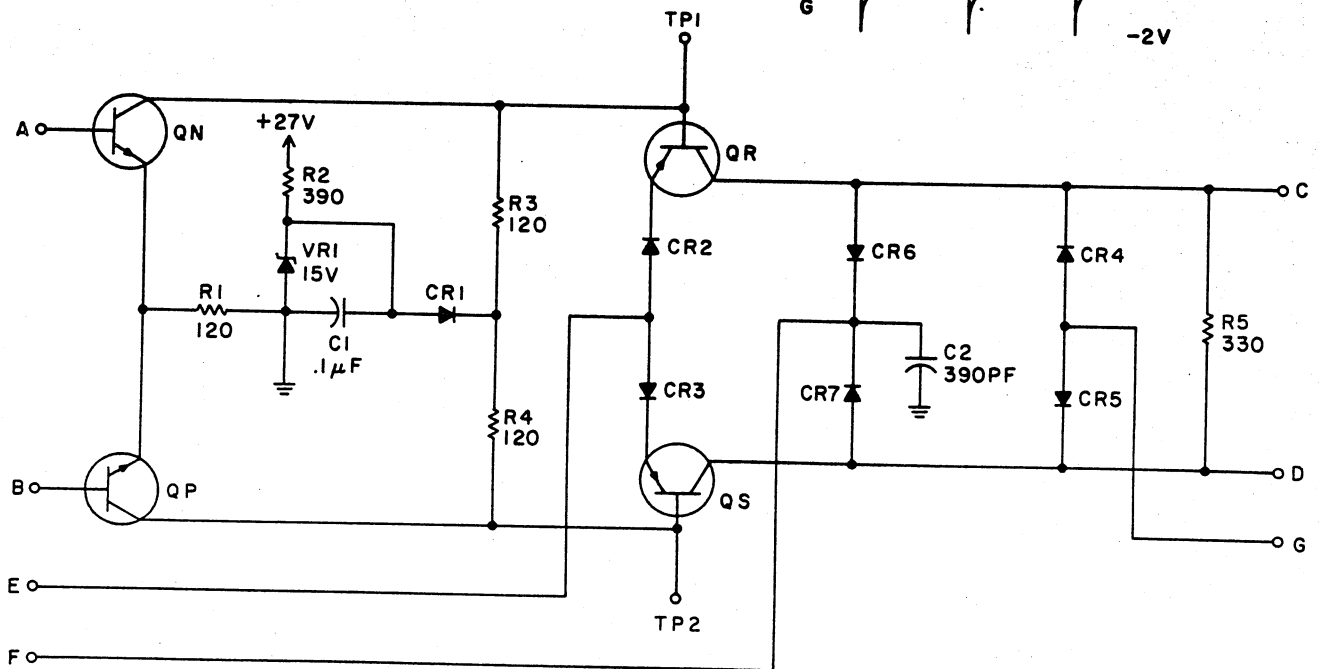 G
-2V
TP1
A
QN
+27V
R2
390
R3
120
QR
C
VR1
15V
CR2
CR6
CR4
R1
120
CR1
C1
.1μF
R5
330
C2
390PF
CR3
CR7
CR5
R4
120
B
QP
QS
D
G
E
TP2
F